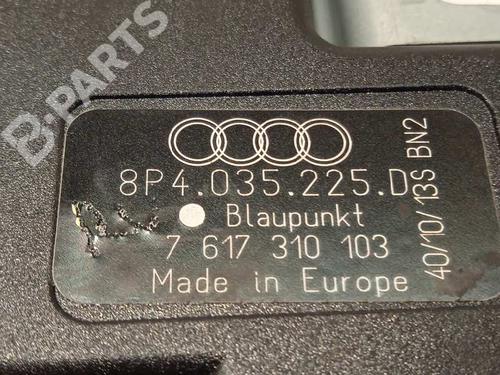 B-PARTS
8P4.035.225.D
Blaupunkt
7 617 310 103
Made in Europe
40/10/13S BN2